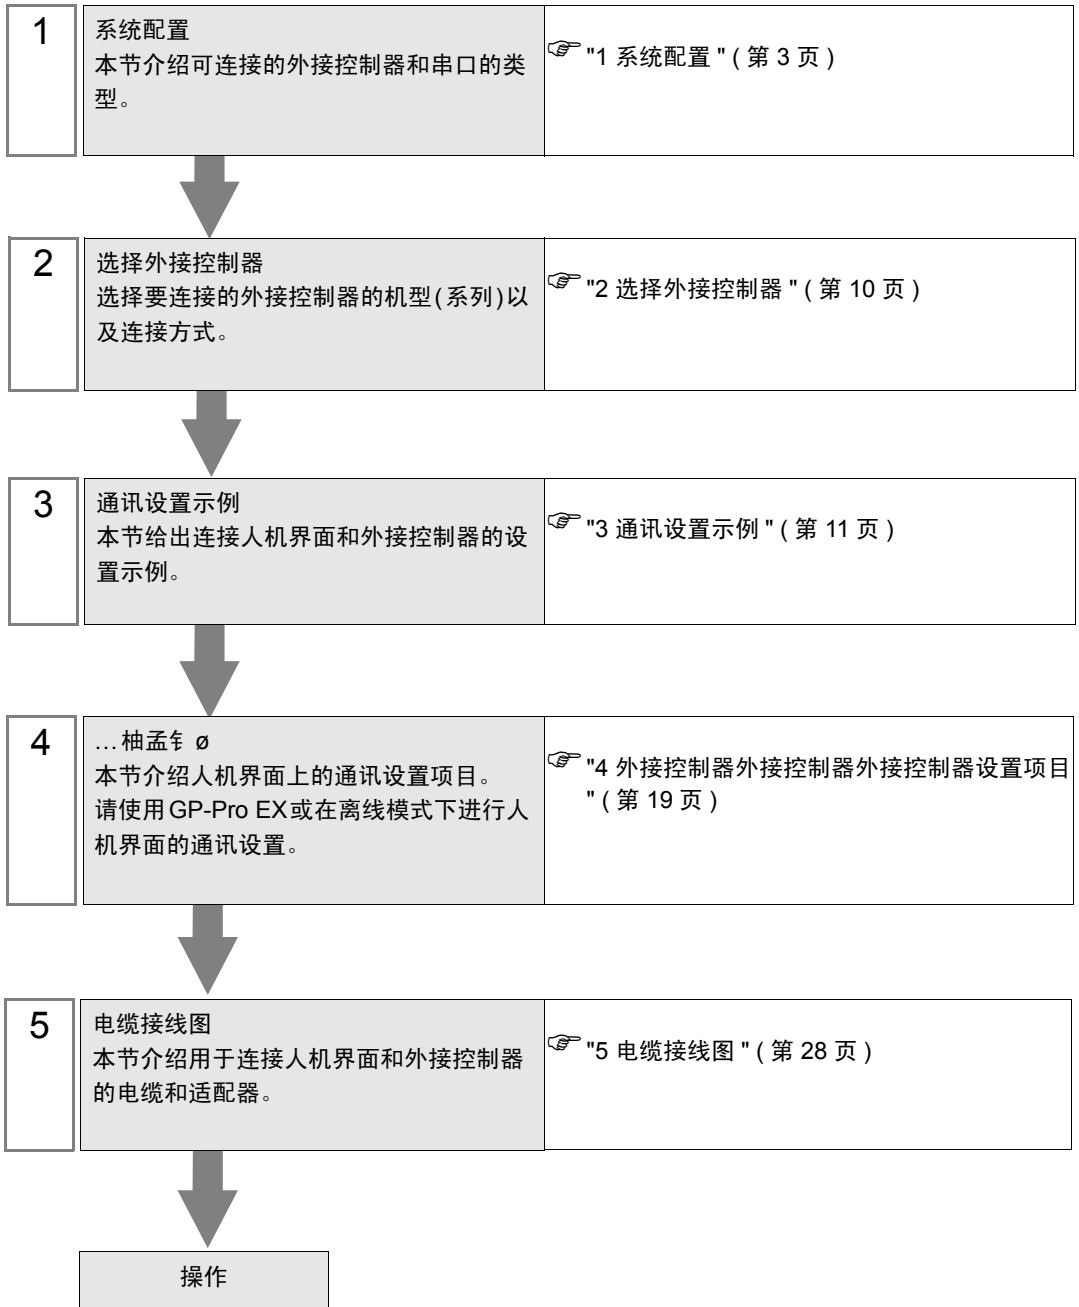 1
系统配置
本节介绍可连接的外接控制器和串口的类
型。
☞ "1 系统配置 " ( 第 3 页 )
2
选择外接控制器
选择要连接的外接控制器的机型(系列)以
及连接方式。
☞ "2 选择外接控制器 " ( 第 10 页 )
3
通讯设置示例
本节给出连接人机界面和外接控制器的设
置示例。
☞ "3 通讯设置示例 " ( 第 11 页 )
4
…柚孟钅ø
本节介绍人机界面上的通讯设置项目。
请使用GP-Pro EX或在离线模式下进行人
机界面的通讯设置。
☞ "4 外接控制器外接控制器外接控制器设置项目
" ( 第 19 页 )
5
电缆接线图
本节介绍用于连接人机界面和外接控制器
的电缆和适配器。
☞ "5 电缆接线图 " ( 第 28 页 )
操作